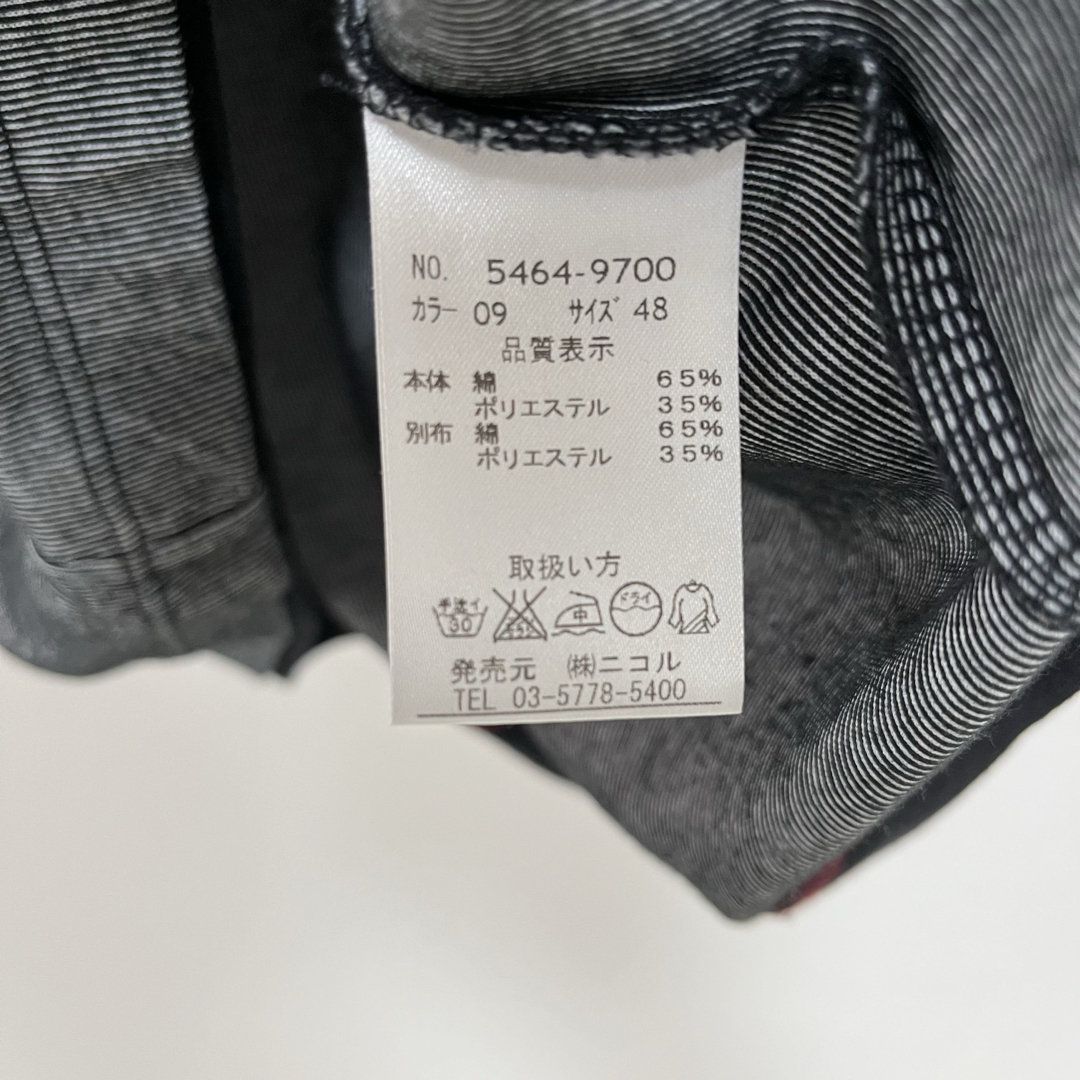 NO. 5464-9700
カラー 09 サイズ 48
品質表示
本体 綿 65%
ポリエステル 35%
別布 綿 65%
ポリエステル 35%
取扱い方
手洗イ 30 エンソ 中 ドライ
発売元 (株)ニコル
TEL 03-5778-5400